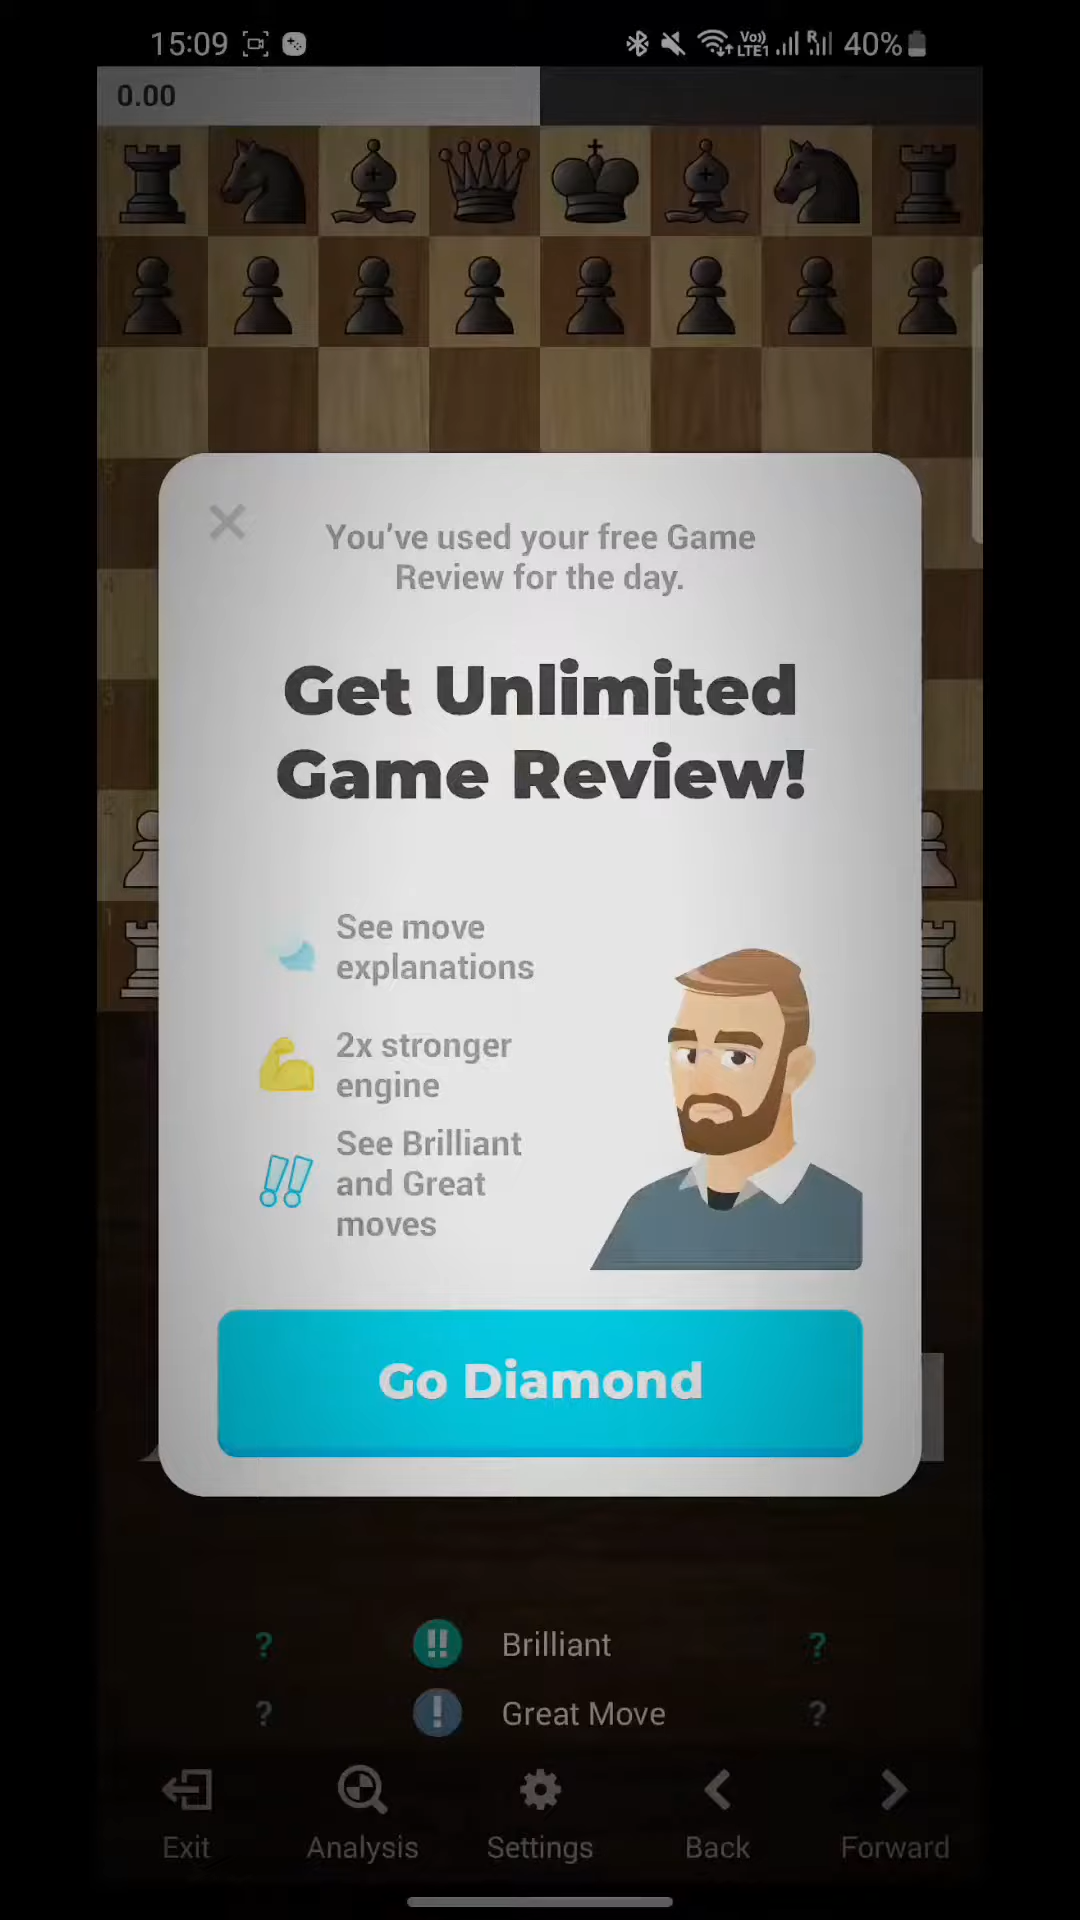 15:09
Vo))
LTE1
R
40%
0.00
You've used your free Game
Review for the day.
Get Unlimited
Game Review!
See move
explanations
2x stronger
engine
See Brilliant
and Great
moves
Go Diamond
? !! Brilliant ?
? ! Great Move ?
Exit Analysis Settings Back Forward